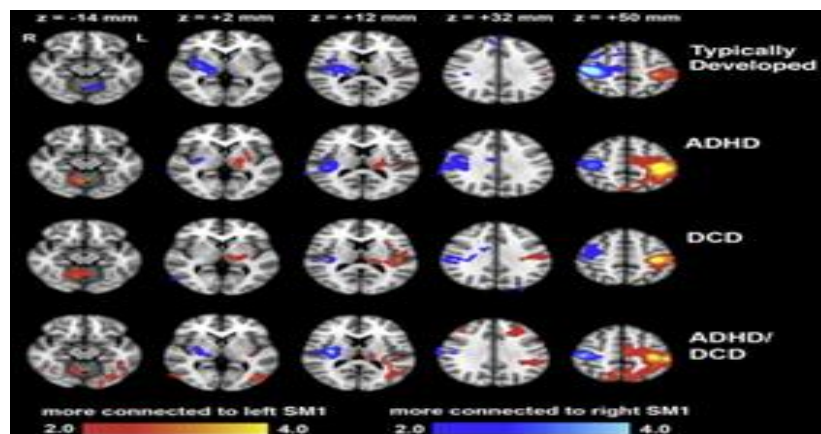 z = -14 mm z = +2 mm z = +12 mm z = +32 mm z = +50 mm
R L
Typically
Developed
ADHD
DCD
ADHD/
DCD
more connected to left SM1 more connected to right SM1
2.0 4.0 2.0 4.0